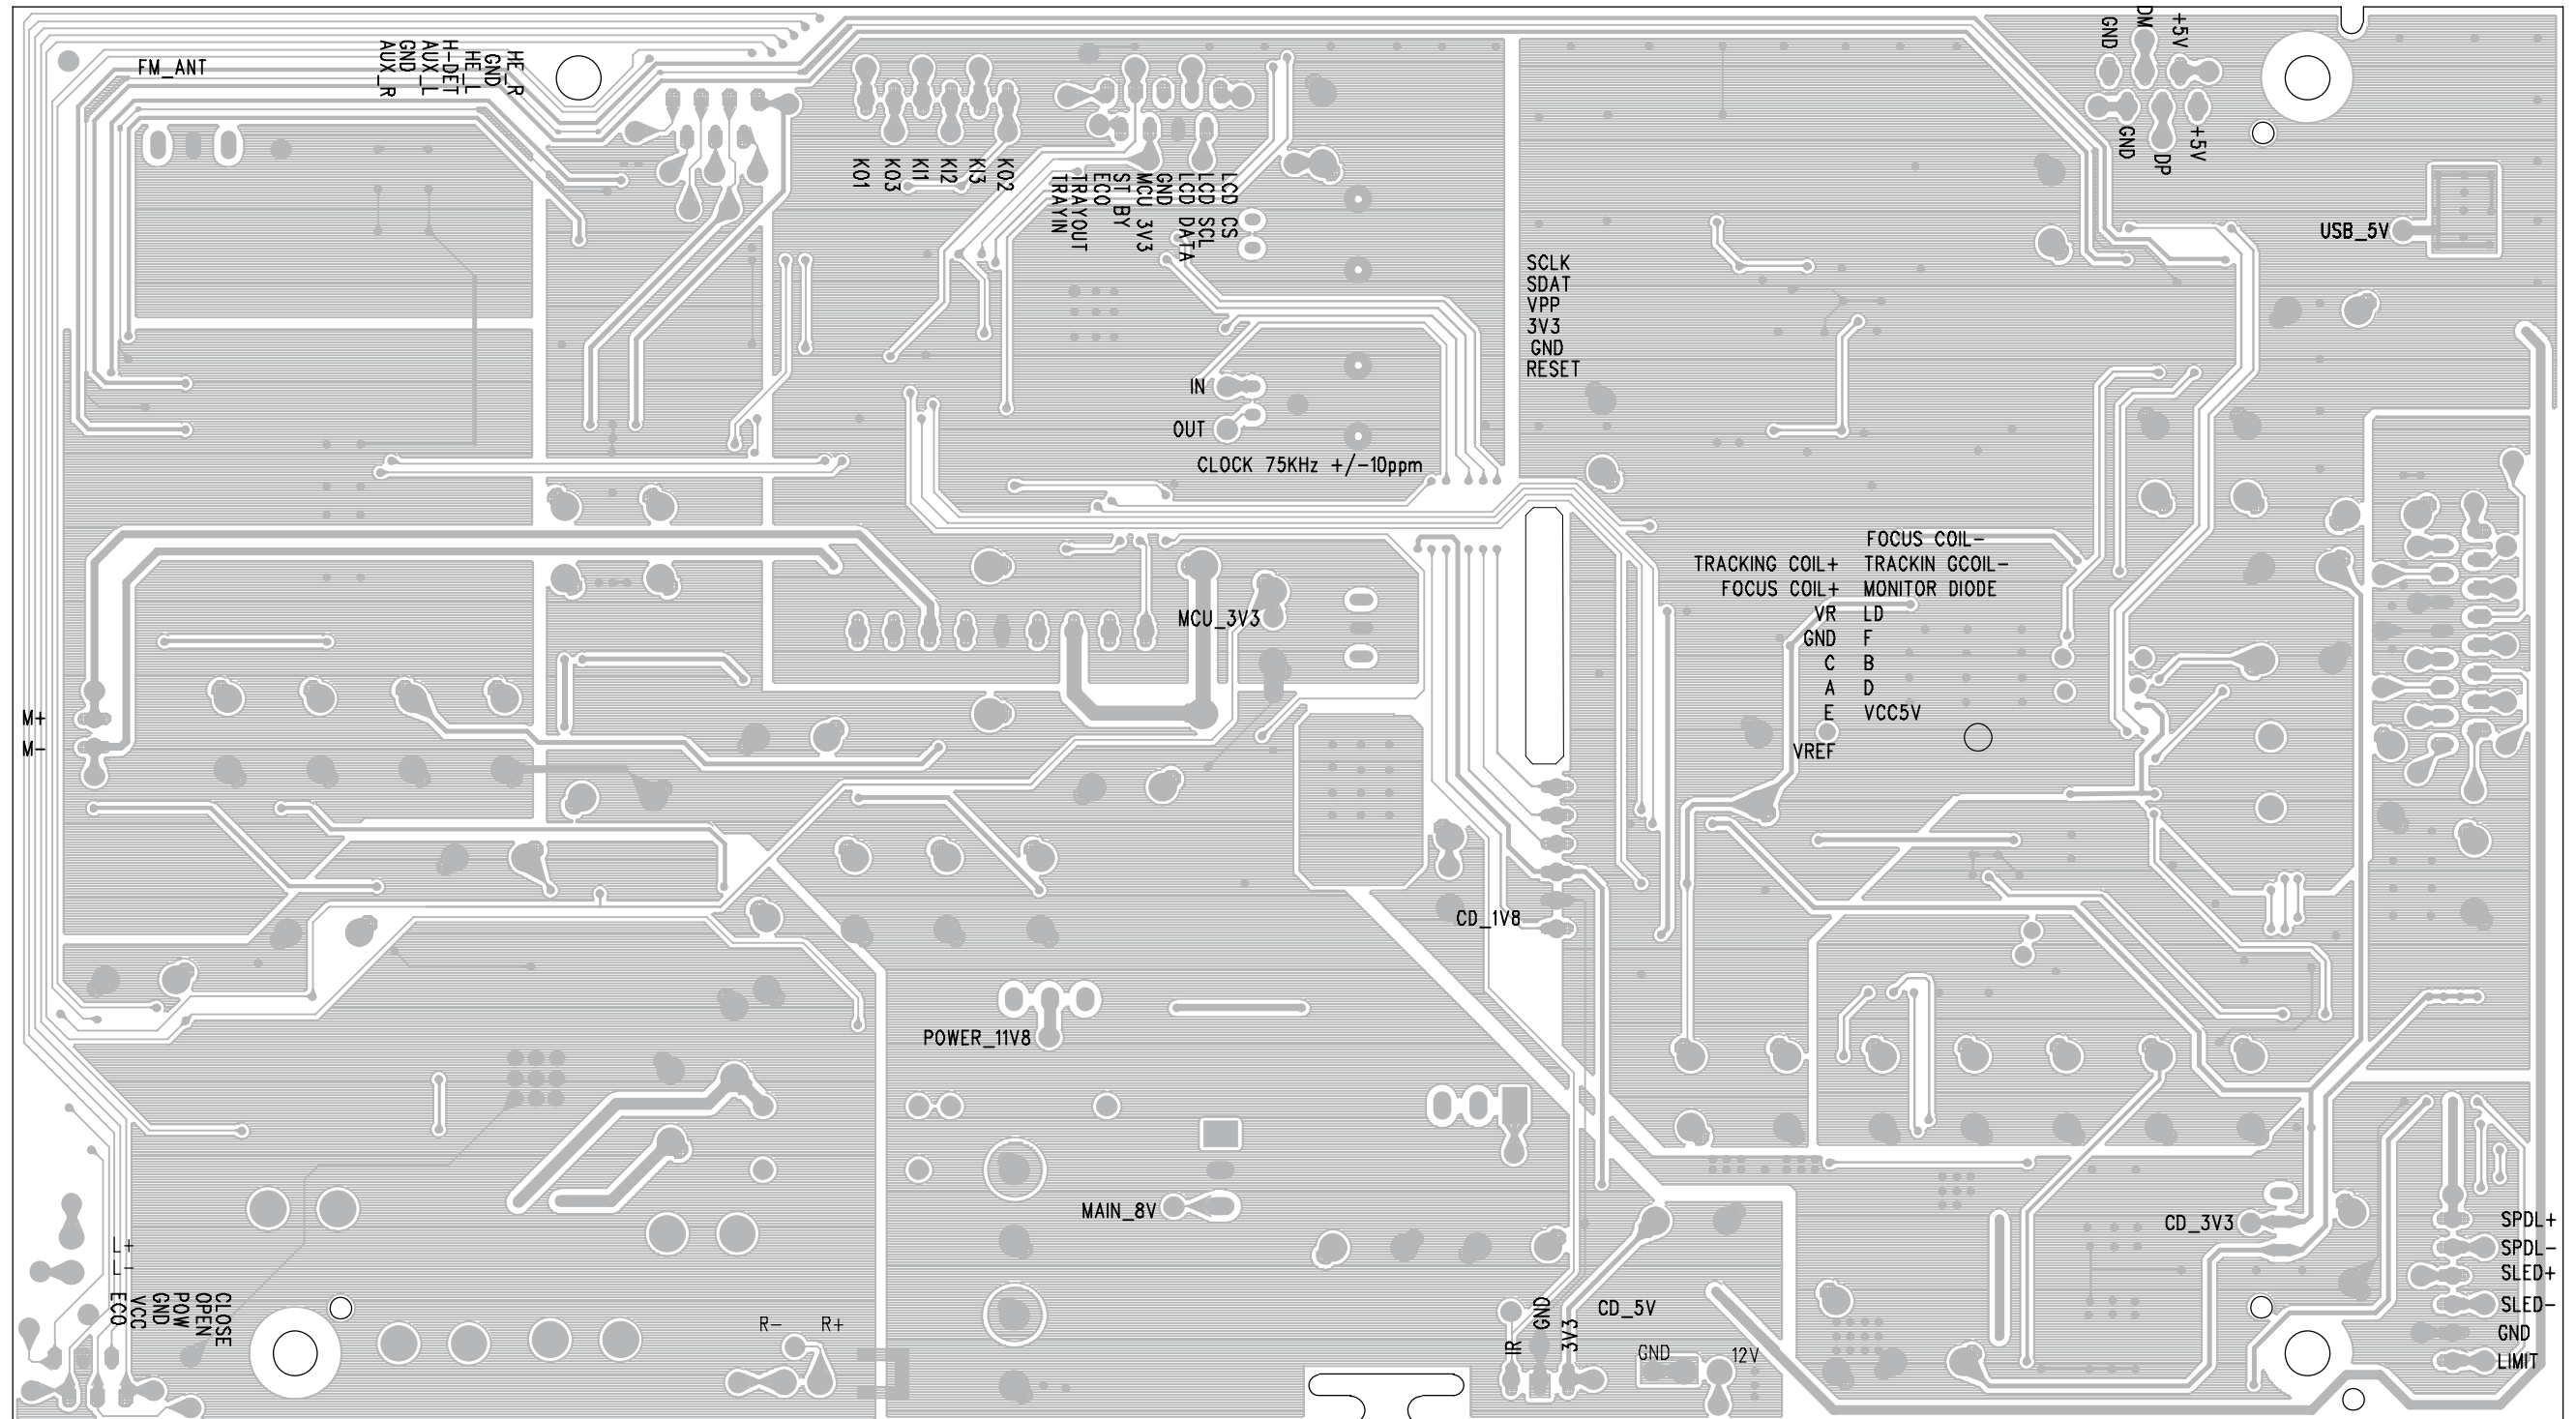 FM_ANT
AUX_R
GND
AUX_L
H-DET
HE_L
GND
HE_R
KO1
KO3
KI1
KI2
KI3
KO2
TRAYIN
TRAYOUT
ECO
ST BY
MCU 3V3
GND
LCD DATA
LCD SCL
LCD CS
GND
DM
+5V
GND
DP
+5V
USB_5V
SCLK
SDAT
VPP
3V3
GND
RESET
IN
OUT
CLOCK 75KHz +/-10ppm
FOCUS COIL-
TRACKING COIL+ TRACKIN GCOIL-
FOCUS COIL+ MONITOR DIODE
VR LD
GND F
C B
A D
E VCC5V
VREF
MCU_3V3
M+
M-
CD_1V8
POWER_11V8
MAIN_8V
L+
L-
ECO
VCC
GND
POW
OPEN
CLOSE
R- R+
IR
GND
3V3
CD_5V
GND
12V
CD_3V3
SPDL+
SPDL-
SLED+
SLED-
GND
LIMIT